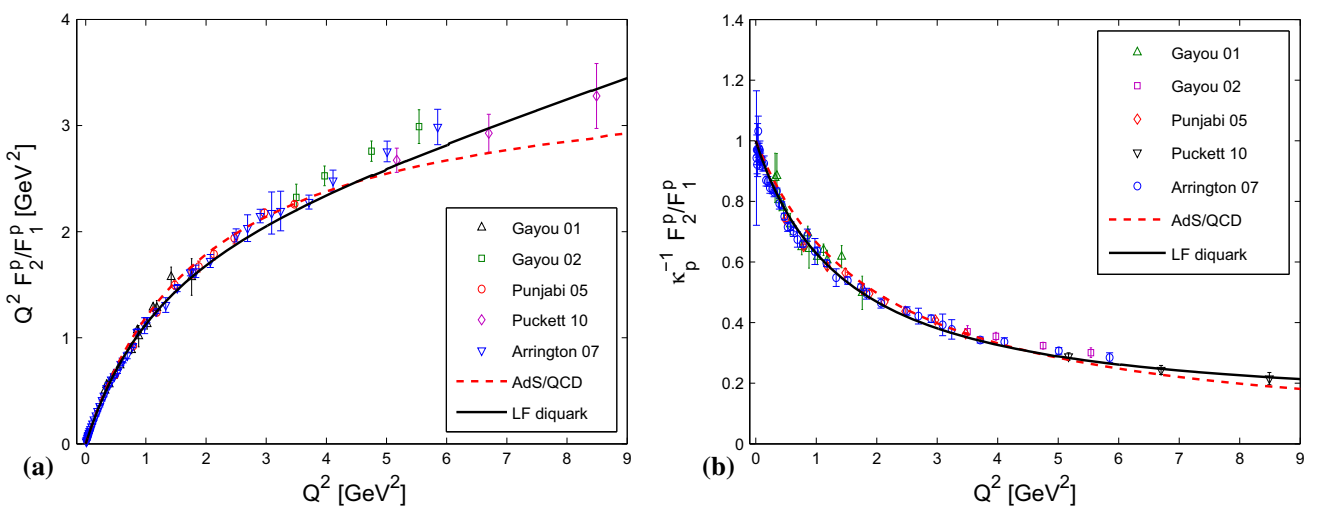 4
3
2
1
0
Q² F₂ᵖ/F₁ᵖ [GeV²]
Gayou 01
Gayou 02
Punjabi 05
Puckett 10
Arrington 07
AdS/QCD
LF diquark
0 1 2 3 4 5 6 7 8 9
(a)
Q² [GeV²]
1.4
1.2
1
0.8
0.6
0.4
0.2
0
κₚ⁻¹ F₂ᵖ/F₁ᵖ
Gayou 01
Gayou 02
Punjabi 05
Puckett 10
Arrington 07
AdS/QCD
LF diquark
0 1 2 3 4 5 6 7 8 9
(b)
Q² [GeV²]